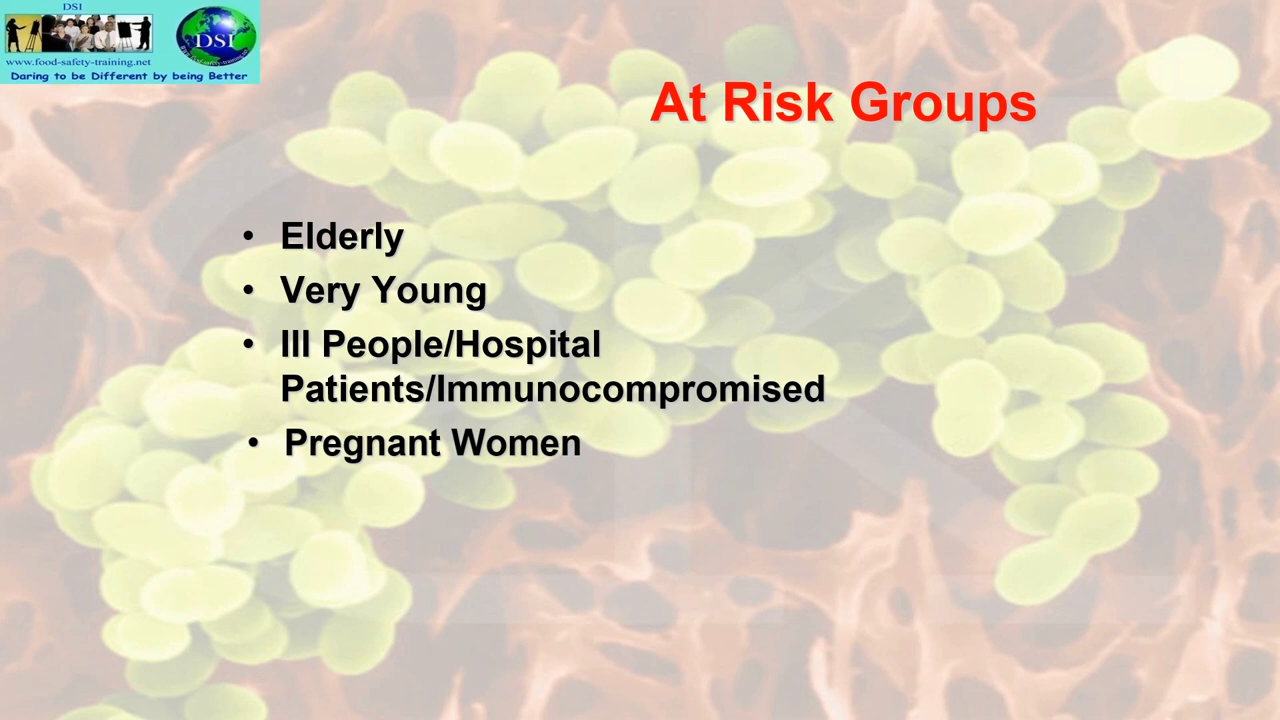 DSI
DSI
www.food-safety-training.net
Daring to be Different by being Better
At Risk Groups
• Elderly
• Very Young
• Ill People/Hospital
Patients/Immunocompromised
• Pregnant Women